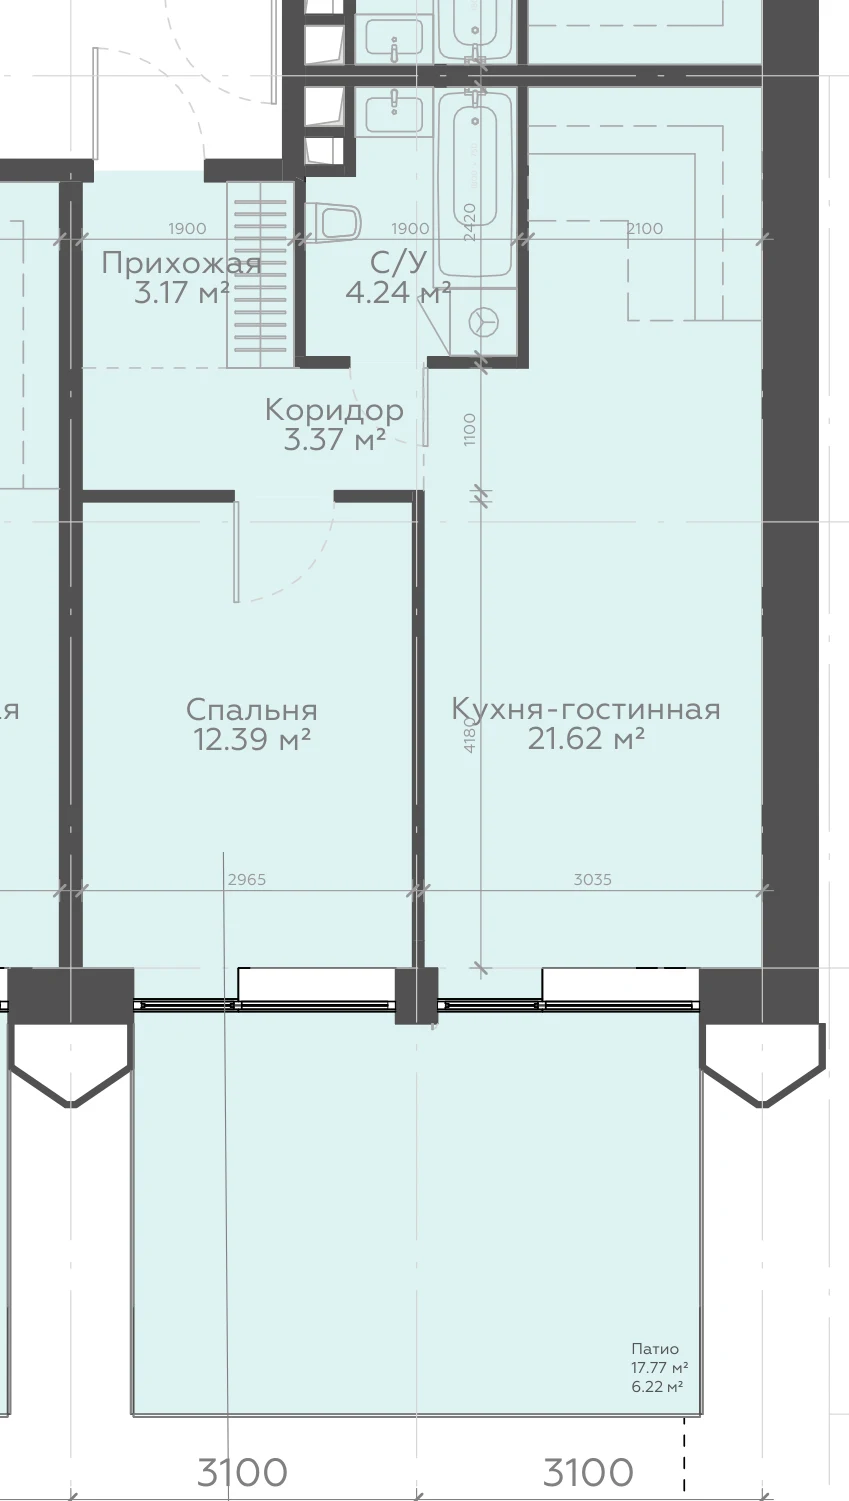 1900
1900
2420
2100
Прихожая
3.17 м²
С/У
4.24 м²
Коридор
3.37 м²
1100
Спальня
12.39 м²
Кухня-гостинная
21.62 м²
4180
2965
3035
Патио
17.77 м²
6.22 м²
3100
3100